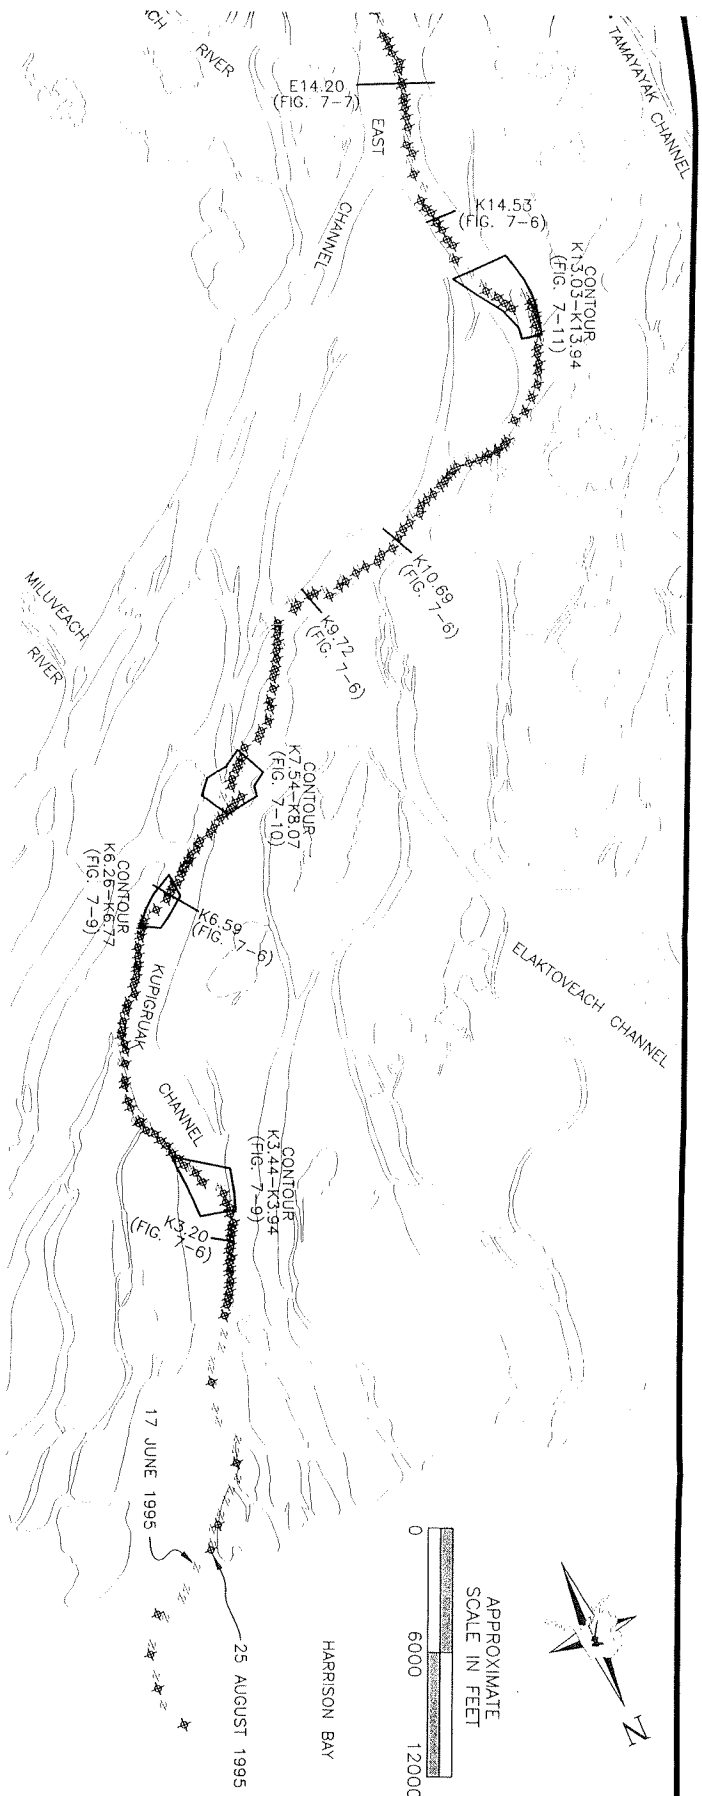 CH
RIVER
TAMAYAYAK CHANNEL
E14.20
(FIG. 7-7)
EAST
CHANNEL
K14.53
(FIG. 7-6)
CONTOUR
K13.03-K13.94
(FIG. 7-11)
K10.69
(FIG. 7-6)
K9.72
(FIG. 7-6)
MILUVEACH
RIVER
CONTOUR
K7.54-K8.07
(FIG. 7-10)
CONTOUR
K6.26-K6.77
(FIG. 7-9)
K6.59
(FIG. 7-6)
ELAKTOVEACH CHANNEL
KUPIGRUAK
CHANNEL
CONTOUR
K3.44-K3.94
(FIG. 7-9)
K3.20
(FIG. 7-6)
17 JUNE 1995
25 AUGUST 1995
HARRISON BAY
APPROXIMATE
SCALE IN FEET
0 6000 12000
N